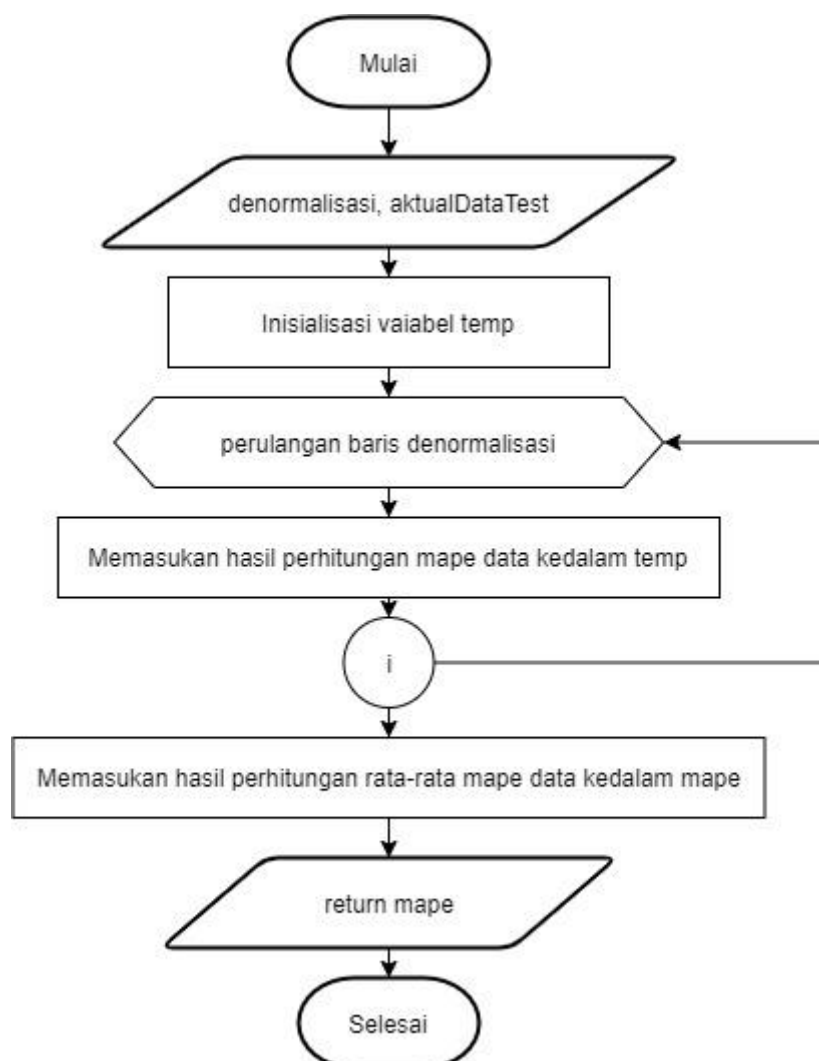 Mulai
denormalisasi, aktualDataTest
Inisialisasi vaiabel temp
perulangan baris denormalisasi
Memasukan hasil perhitungan mape data kedalam temp
i
Memasukan hasil perhitungan rata-rata mape data kedalam mape
return mape
Selesai